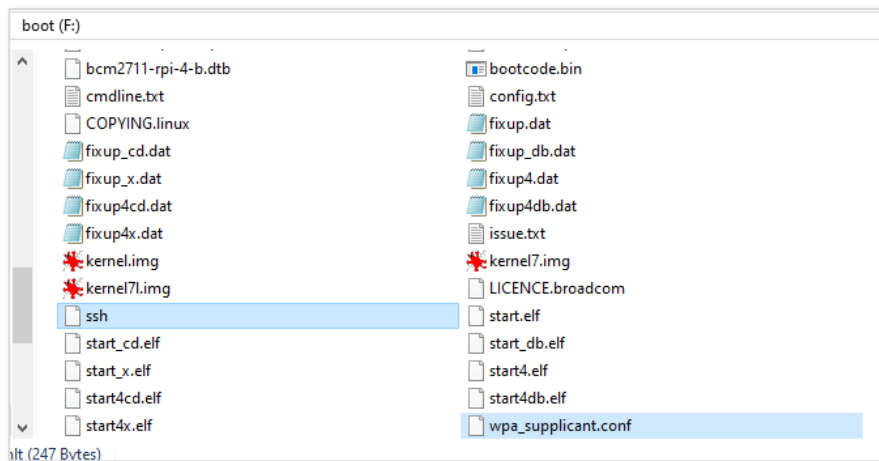 boot (F:)
bcm2711-rpi-4-b.dtb bootcode.bin
cmdline.txt config.txt
COPYING.linux fixup.dat
fixup_cd.dat fixup_db.dat
fixup_x.dat fixup4.dat
fixup4cd.dat fixup4db.dat
fixup4x.dat issue.txt
kernel.img kernel7.img
kernel7l.img LICENCE.broadcom
ssh start.elf
start_cd.elf start_db.elf
start_x.elf start4.elf
start4cd.elf start4db.elf
start4x.elf wpa_supplicant.conf
(247 Bytes)